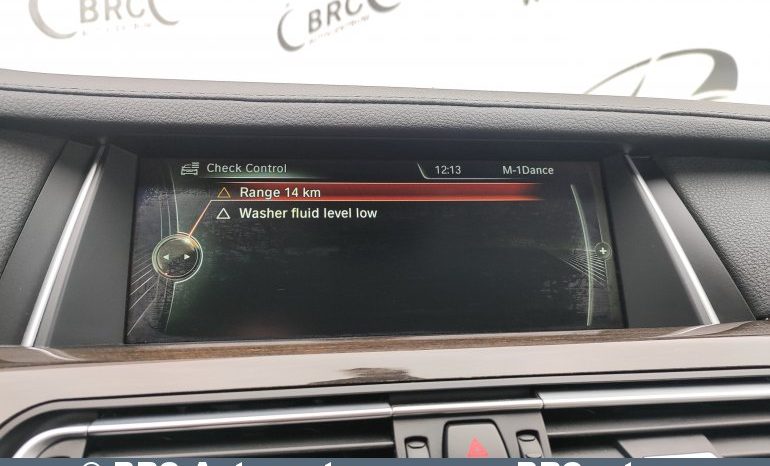 BRC
BRC
Check Control 12:13 M-1Dance
Range 14 km
Washer fluid level low